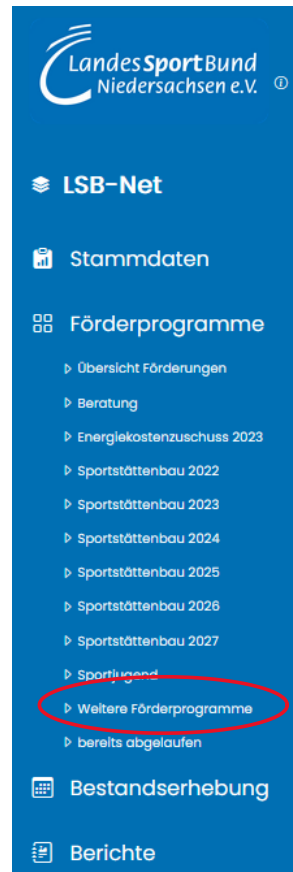 LandesSportBund
Niedersachsen e.V.
LSB-Net
Stammdaten
Förderprogramme
Übersicht Förderungen
Beratung
Energiekostenzuschuss 2023
Sportstättenbau 2022
Sportstättenbau 2023
Sportstättenbau 2024
Sportstättenbau 2025
Sportstättenbau 2026
Sportstättenbau 2027
Sportjugend
Weitere Förderprogramme
bereits abgelaufen
Bestandserhebung
Berichte